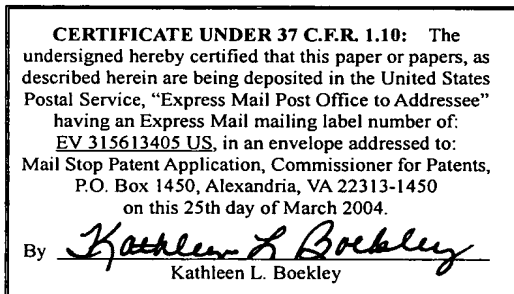 CERTIFICATE UNDER 37 C.F.R. 1.10: The
undersigned hereby certified that this paper or papers, as
described herein are being deposited in the United States
Postal Service, “Express Mail Post Office to Addressee”
having an Express Mail mailing label number of:
EV 315613405 US, in an envelope addressed to:
Mail Stop Patent Application, Commissioner for Patents,
P.O. Box 1450, Alexandria, VA 22313-1450
on this 25th day of March 2004.
By Kathleen L Boekley
Kathleen L. Boekley